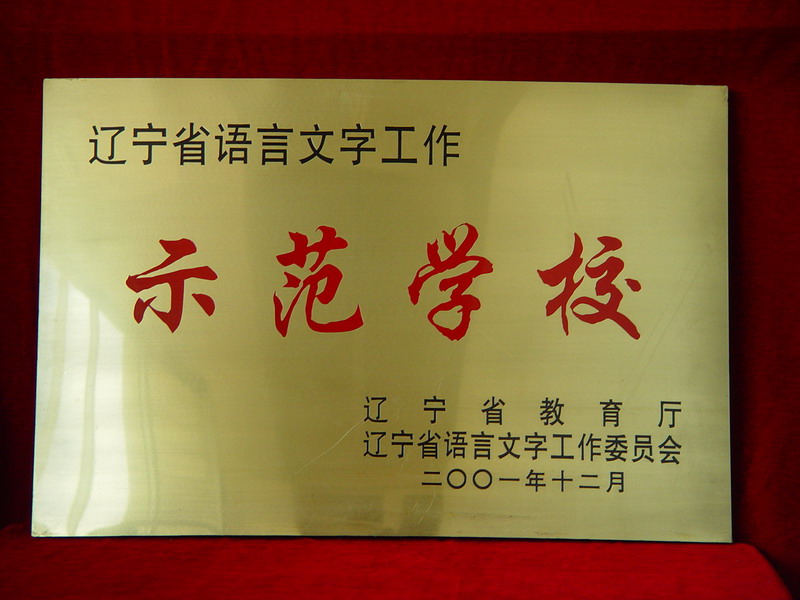 辽宁省语言文字工作
示范学校
辽宁省教育厅
辽宁省语言文字工作委员会
二〇〇一年十二月